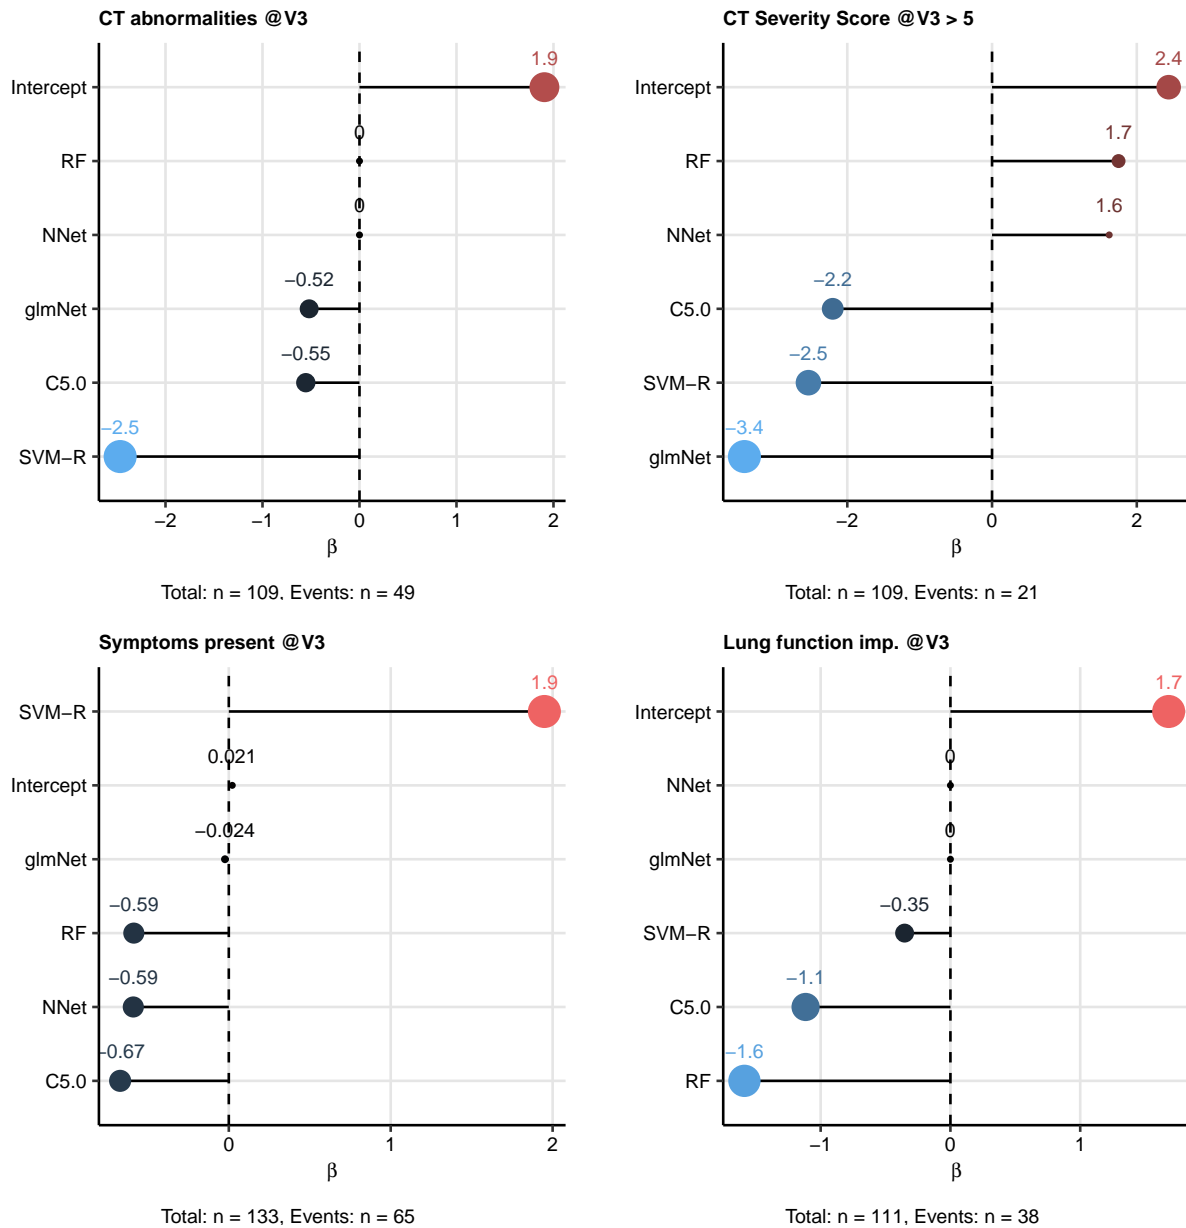 CT abnormalities @V3
1.9
Intercept
0
RF
0
NNet
−0.52
glmNet
−0.55
C5.0
−2.5
SVM−R
−2 −1 0 1 2
β
Total: n = 109, Events: n = 49
CT Severity Score @V3 > 5
2.4
Intercept
1.7
RF
1.6
NNet
−2.2
C5.0
−2.5
SVM−R
−3.4
glmNet
−2 0 2
β
Total: n = 109, Events: n = 21
Symptoms present @V3
1.9
SVM−R
0.021
Intercept
−0.024
glmNet
−0.59
RF
−0.59
NNet
−0.67
C5.0
0 1 2
β
Total: n = 133, Events: n = 65
Lung function imp. @V3
1.7
Intercept
0
NNet
0
glmNet
−0.35
SVM−R
−1.1
C5.0
−1.6
RF
−1 0 1
β
Total: n = 111, Events: n = 38